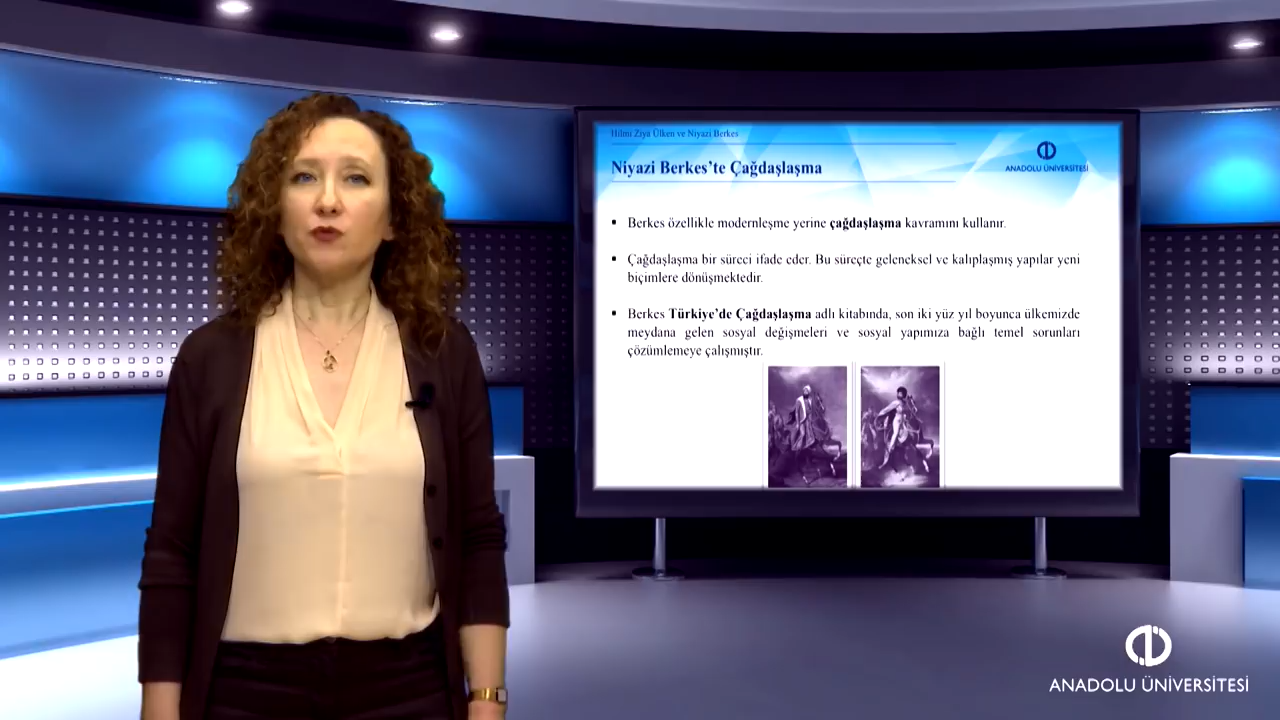 Hilmi Ziya Ülken ve Niyazi Berkes
Niyazi Berkes'te Çağdaşlaşma
ANADOLU ÜNİVERSİTESİ
▪ Berkes özellikle modernleşme yerine çağdaşlaşma kavramını kullanır.
▪ Çağdaşlaşma bir süreci ifade eder. Bu süreçte geleneksel ve kalıplaşmış yapılar yeni
biçimlere dönüşmektedir.
▪ Berkes Türkiye'de Çağdaşlaşma adlı kitabında, son iki yüz yıl boyunca ülkemizde
meydana gelen sosyal değişmeleri ve sosyal yapımıza bağlı temel sorunları
çözümlemeye çalışmıştır.
ANADOLU ÜNİVERSİTESİ